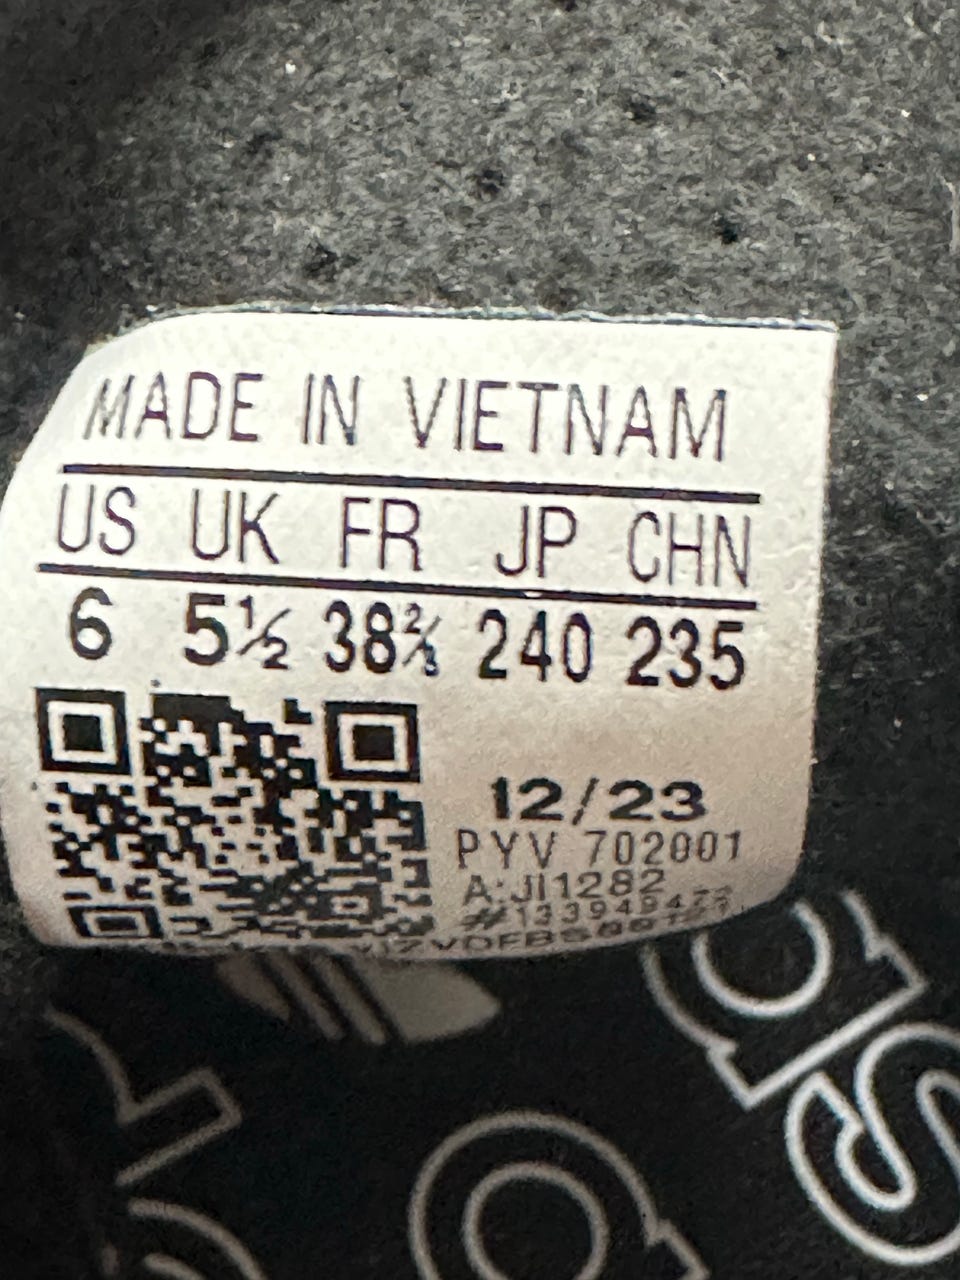 MADE IN VIETNAM
US UK FR JP CHN
6 5½ 38⅔ 240 235
12/23
PYV 702001
A:JI1282